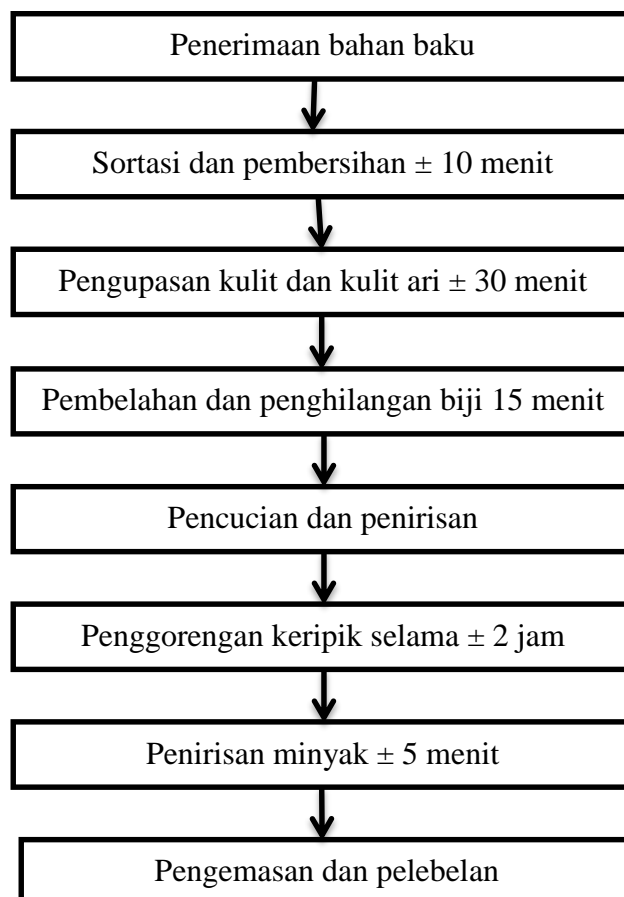 Penerimaan bahan baku
Sortasi dan pembersihan ± 10 menit
Pengupasan kulit dan kulit ari ± 30 menit
Pembelahan dan penghilangan biji 15 menit
Pencucian dan penirisan
Penggorengan keripik selama ± 2 jam
Penirisan minyak ± 5 menit
Pengemasan dan pelebelan